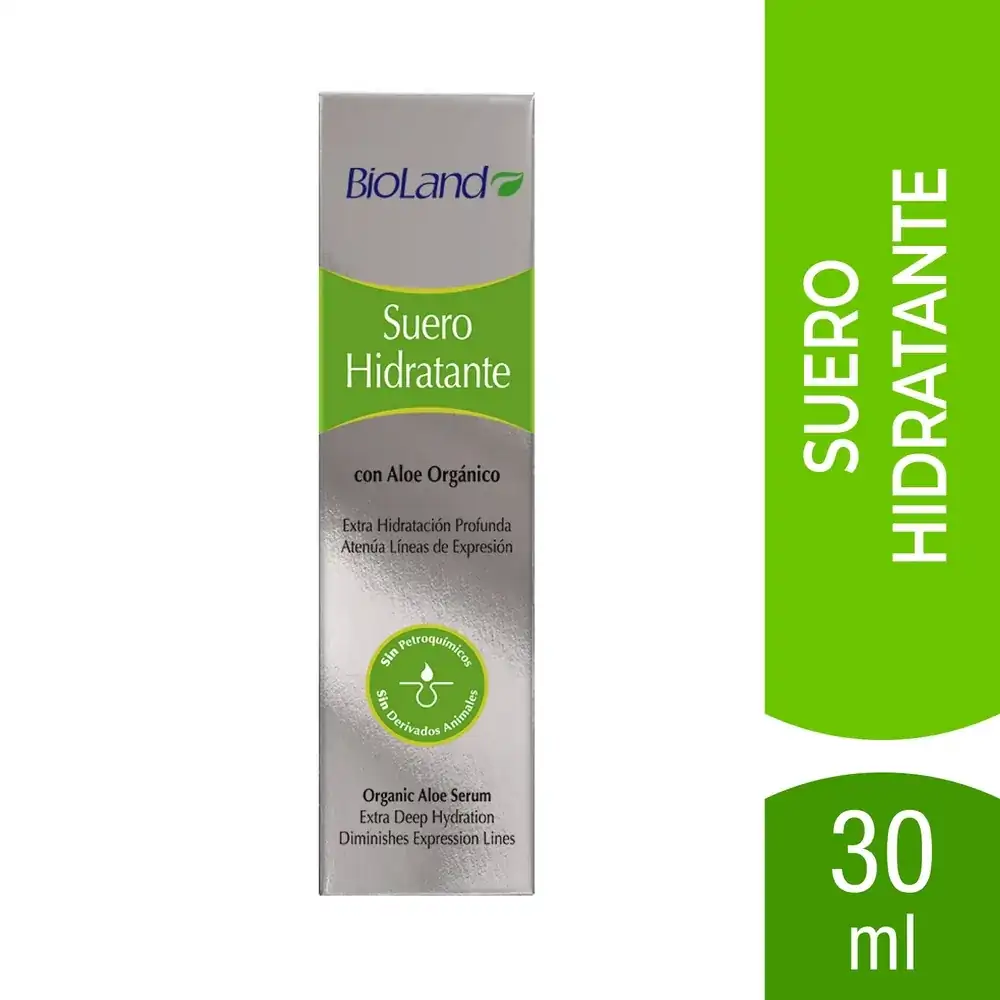 BioLand
Suero
Hidratante
con Aloe Orgánico
Extra Hidratación Profunda
Atenúa Líneas de Expresión
Sin Petroquímicos
Sin Derivados Animales
Organic Aloe Serum
Extra Deep Hydration
Diminishes Expression Lines
SUERO
HIDRATANTE
30
ml